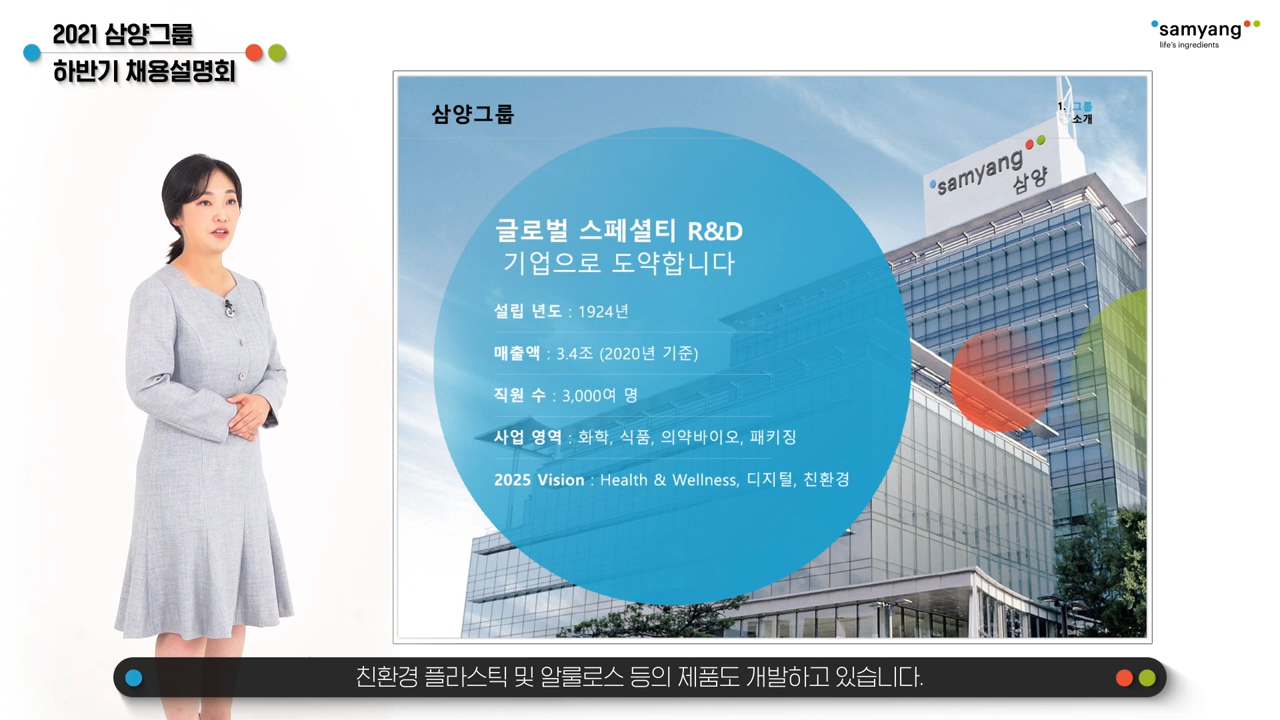 2021 삼양그룹
하반기 채용설명회
samyang
life's ingredients
삼양그룹
1. 그룹
소개
samyang
삼양
글로벌 스페셜티 R&D
기업으로 도약합니다
설립 년도 : 1924년
매출액 : 3.4조 (2020년 기준)
직원 수 : 3,000여 명
사업 영역 : 화학, 식품, 의약바이오, 패키징
2025 Vision : Health & Wellness, 디지털, 친환경
친환경 플라스틱 및 알룰로스 등의 제품도 개발하고 있습니다.